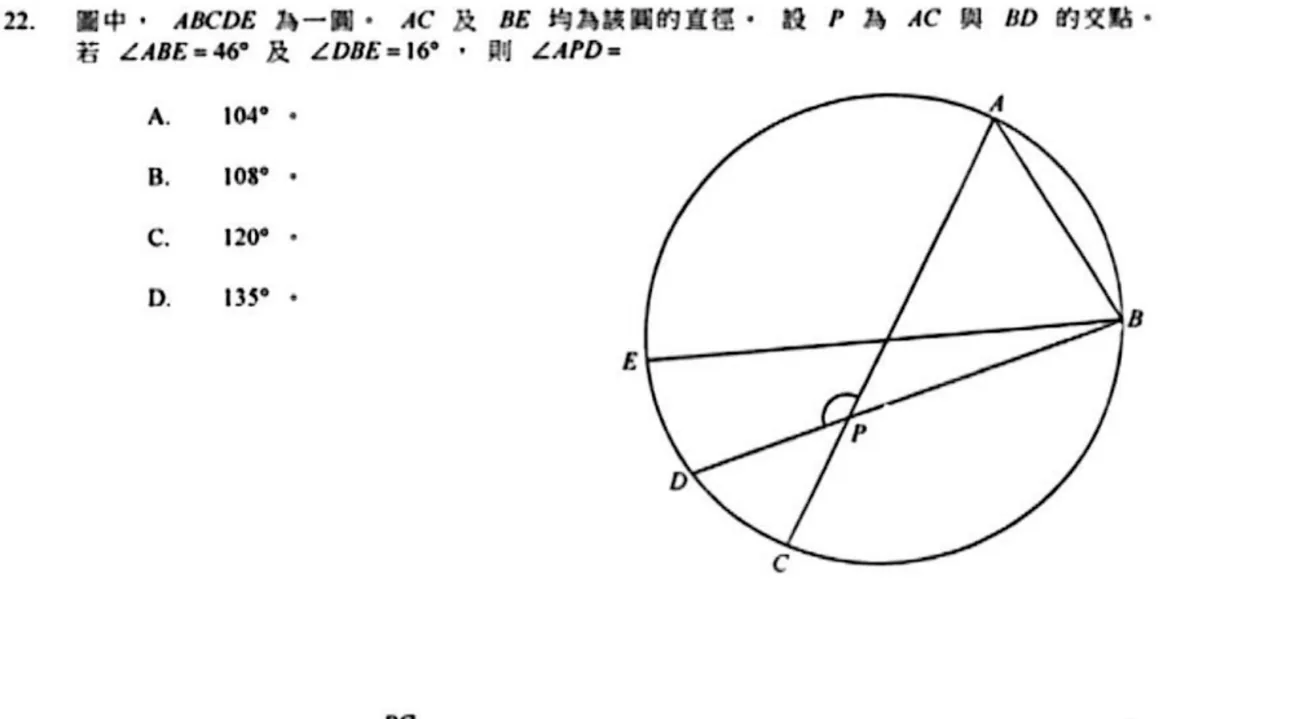 22. 圖中，ABCDE 為一圓。AC 及 BE 均為該圓的直徑。設 P 為 AC 與 BD 的交點。
若 ∠ABE = 46° 及 ∠DBE = 16°，則 ∠APD =
A. 104°。
B. 108°。
C. 120°。
D. 135°。
A
B
E
P
D
C